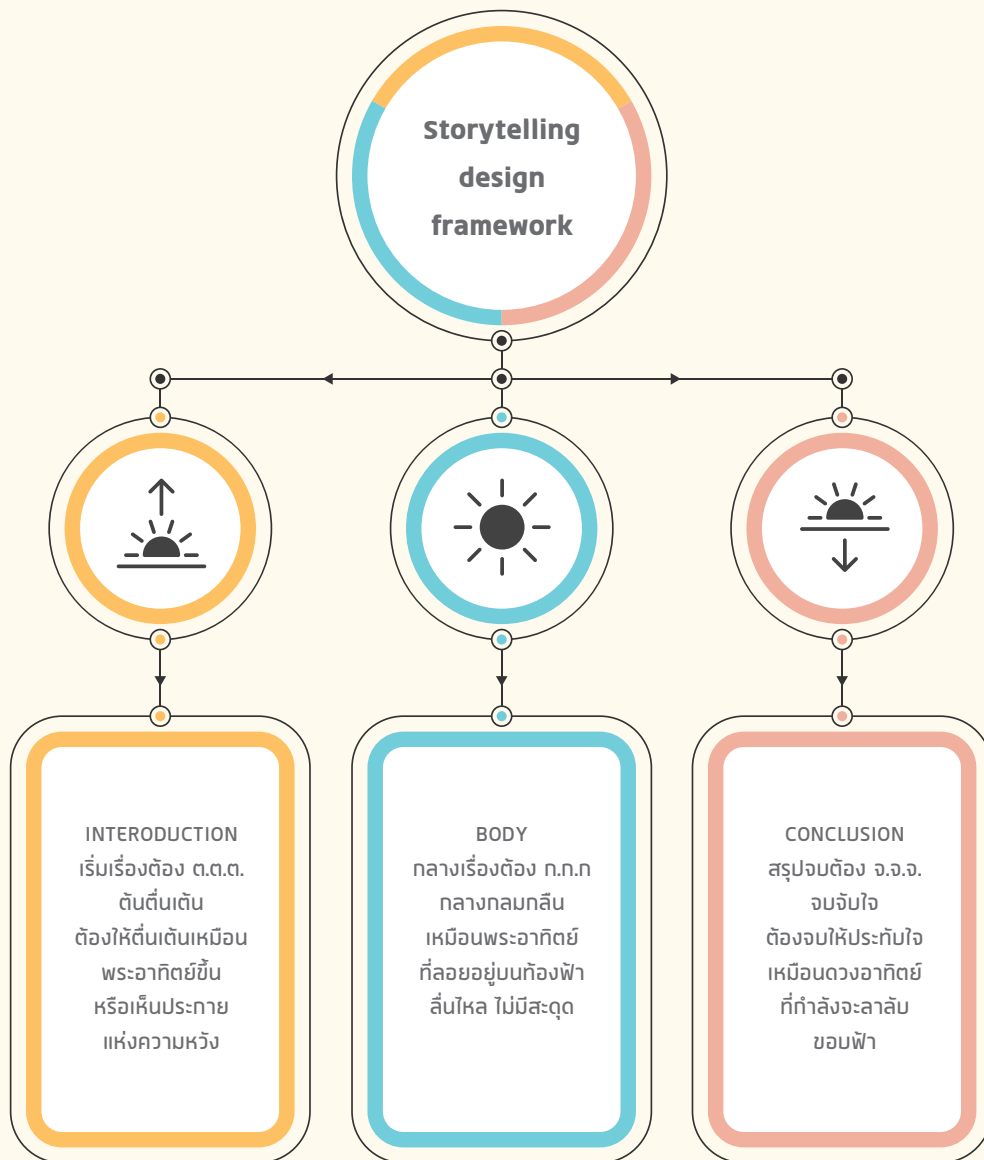 Storytelling
design
framework
INTERODUCTION
เริ่มเรื่องต้อง ต.ต.ต.
ต้นตื่นเต้น
ต้องให้ตื่นเต้นเหมือน
พระอาทิตย์ขึ้น
หรือเห็นประกาย
แห่งความหวัง
BODY
กลางเรื่องต้อง ก.ก.ก
กลางกลมกลืน
เหมือนพระอาทิตย์
ที่ลอยอยู่บนท้องฟ้า
ลื่นไหล ไม่มีสะดุด
CONCLUSION
สรุปจบต้อง จ.จ.จ.
จบจับใจ
ต้องจบให้ประทับใจ
เหมือนดวงอาทิตย์
ที่กำลังจะลาลับ
ขอบฟ้า